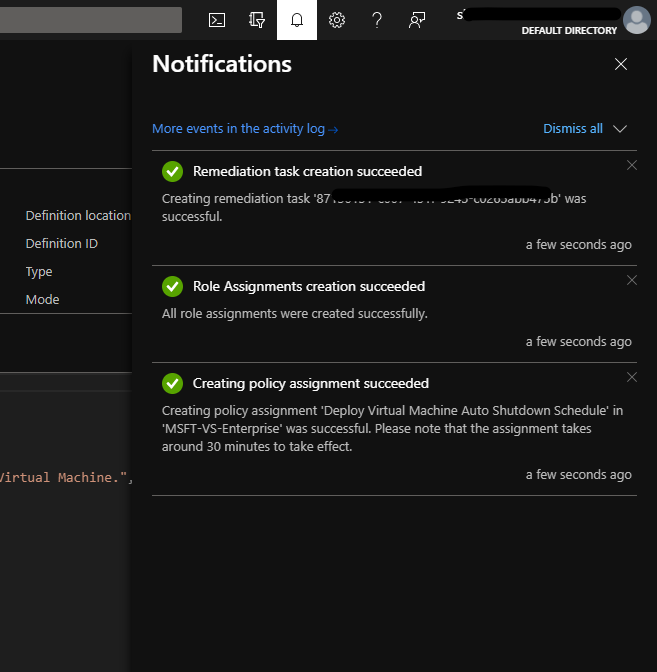 DEFAULT DIRECTORY
Notifications
More events in the activity log→
Dismiss all
Remediation task creation succeeded
Creating remediation task was
successful.
a few seconds ago
Role Assignments creation succeeded
All role assignments were created successfully.
a few seconds ago
Creating policy assignment succeeded
Creating policy assignment 'Deploy Virtual Machine Auto Shutdown Schedule' in
'MSFT-VS-Enterprise' was successful. Please note that the assignment takes
around 30 minutes to take effect.
a few seconds ago
Definition location
Definition ID
Type
Mode
Virtual Machine.",